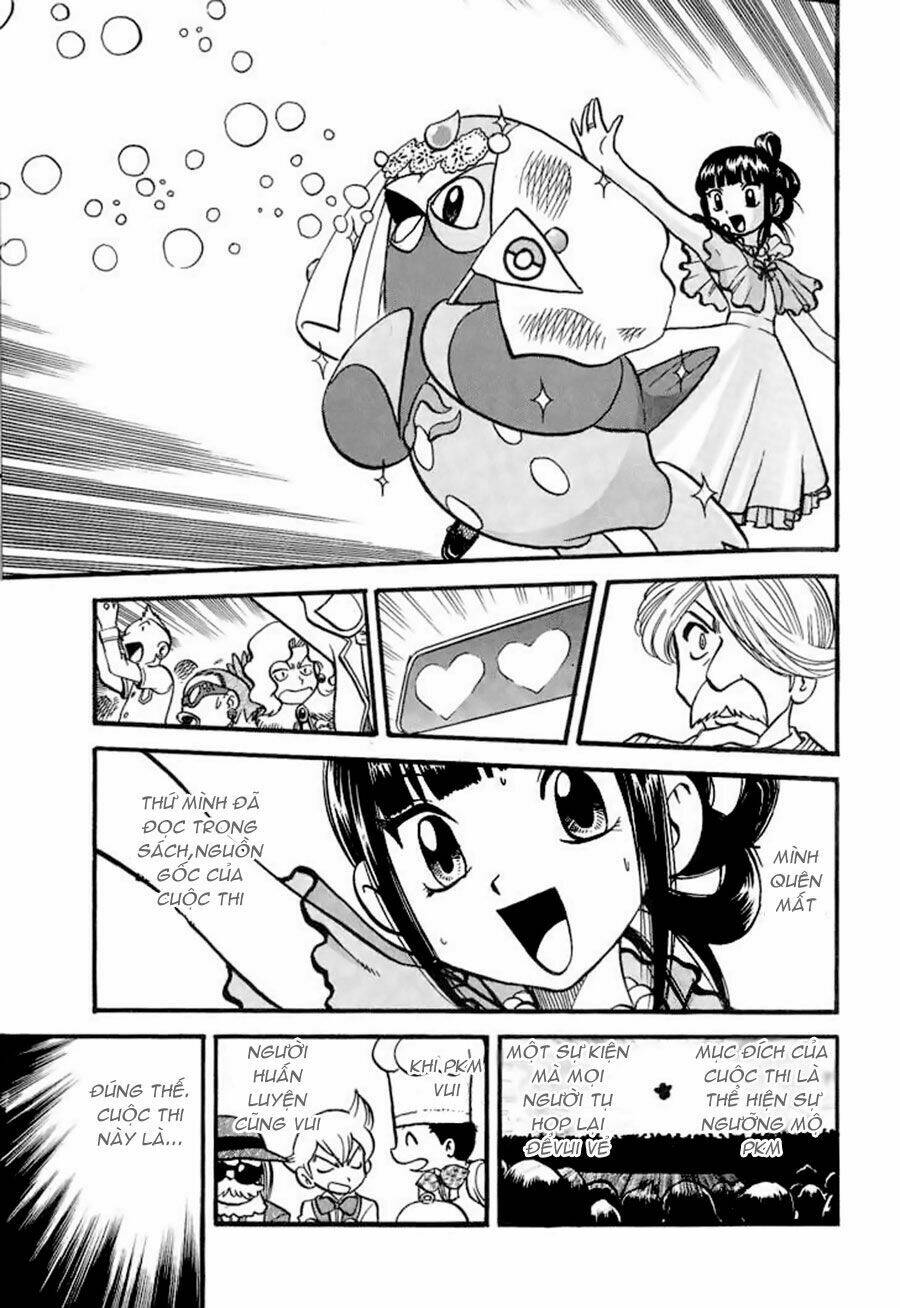 MÌNH
QUÊN
MẤT
THỨ MÌNH ĐÃ
ĐỌC TRONG
SÁCH,NGUỒN
GỐC CỦA
CUỘC THI
MỤC ĐÍCH CỦA
CUỘC THI LÀ
THỂ HIỆN SỰ
NGƯỠNG MỘ
PKM
MỘT SỰ KIỆN
MÀ MỌI
NGƯỜI TỤ
HỌP LẠI
ĐỂVUI VẺ
KHI PKM
VUI
NGƯỜI
HUẤN
LUYỆN
CŨNG VUI
ĐÚNG THẾ.
CUỘC THI
NÀY LÀ...